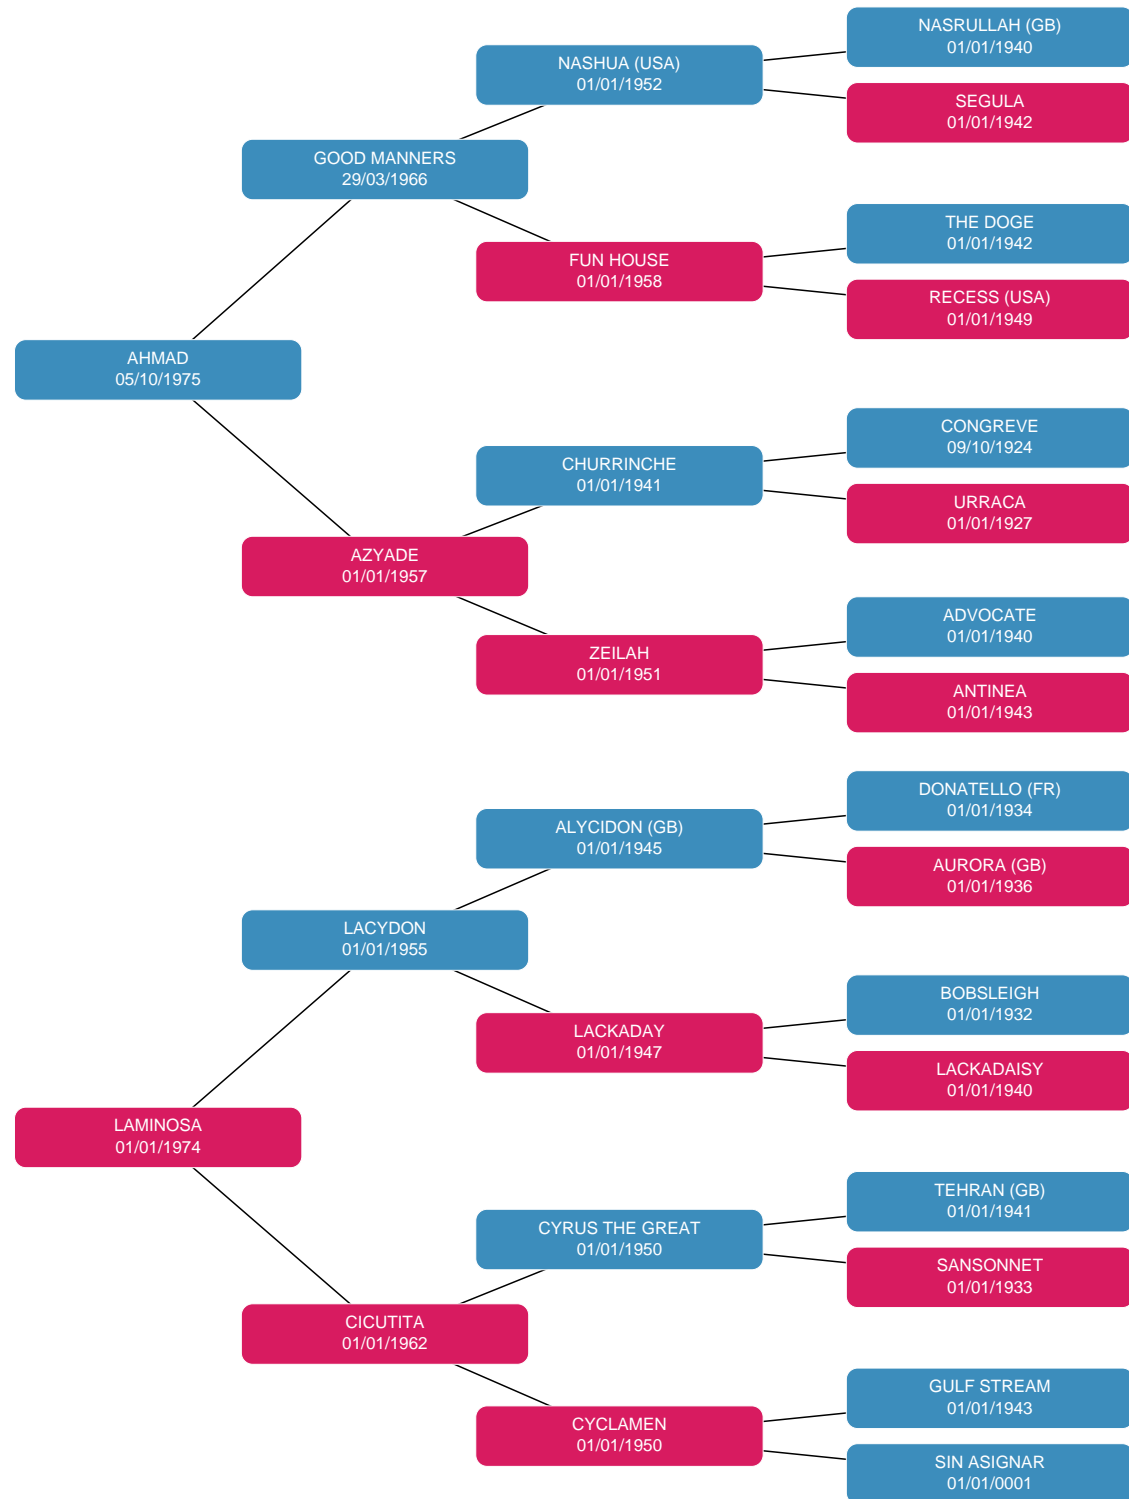 NASRULLAH (GB)
01/01/1940
NASHUA (USA)
01/01/1952
SEGULA
01/01/1942
GOOD MANNERS
29/03/1966
THE DOGE
01/01/1942
FUN HOUSE
01/01/1958
RECESS (USA)
01/01/1949
AHMAD
05/10/1975
CONGREVE
09/10/1924
CHURRINCHE
01/01/1941
URRACA
01/01/1927
AZYADE
01/01/1957
ADVOCATE
01/01/1940
ZEILAH
01/01/1951
ANTINEA
01/01/1943
DONATELLO (FR)
01/01/1934
ALYCIDON (GB)
01/01/1945
AURORA (GB)
01/01/1936
LACYDON
01/01/1955
BOBSLEIGH
01/01/1932
LACKADAY
01/01/1947
LACKADAISY
01/01/1940
LAMINOSA
01/01/1974
TEHRAN (GB)
01/01/1941
CYRUS THE GREAT
01/01/1950
SANSONNET
01/01/1933
CICUTITA
01/01/1962
GULF STREAM
01/01/1943
CYCLAMEN
01/01/1950
SIN ASIGNAR
01/01/0001